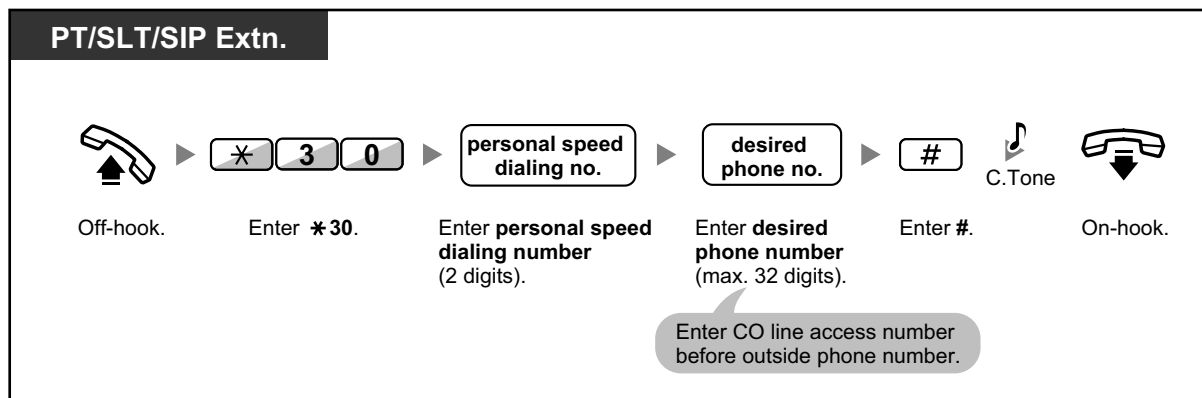 PT/SLT/SIP Extn.
* 3 0
personal speed
dialing no.
desired
phone no.
#
C.Tone
Off-hook.
Enter *30.
Enter personal speed
dialing number
(2 digits).
Enter desired
phone number
(max. 32 digits).
Enter #.
On-hook.
Enter CO line access number
before outside phone number.